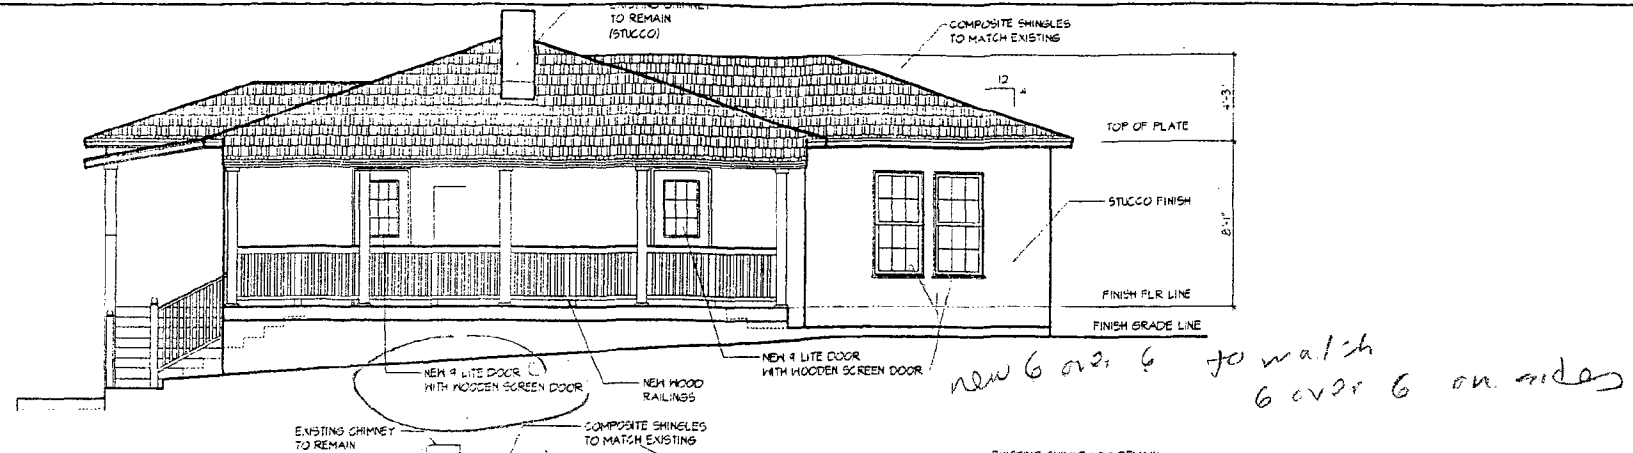 EXISTING CHIMNEY
TO REMAIN
(STUCCO)
COMPOSITE SHINGLES
TO MATCH EXISTING
12
4
4'-3"
TOP OF PLATE
STUCCO FINISH
8'-1"
FINISH FLR LINE
FINISH GRADE LINE
NEW 9 LITE DOOR
WITH WOODEN SCREEN DOOR
NEW WOOD
RAILINGS
NEW 9 LITE DOOR
WITH WOODEN SCREEN DOOR
new 6 over 6 to match
6 over 6 on sides
EXISTING CHIMNEY
TO REMAIN
COMPOSITE SHINGLES
TO MATCH EXISTING